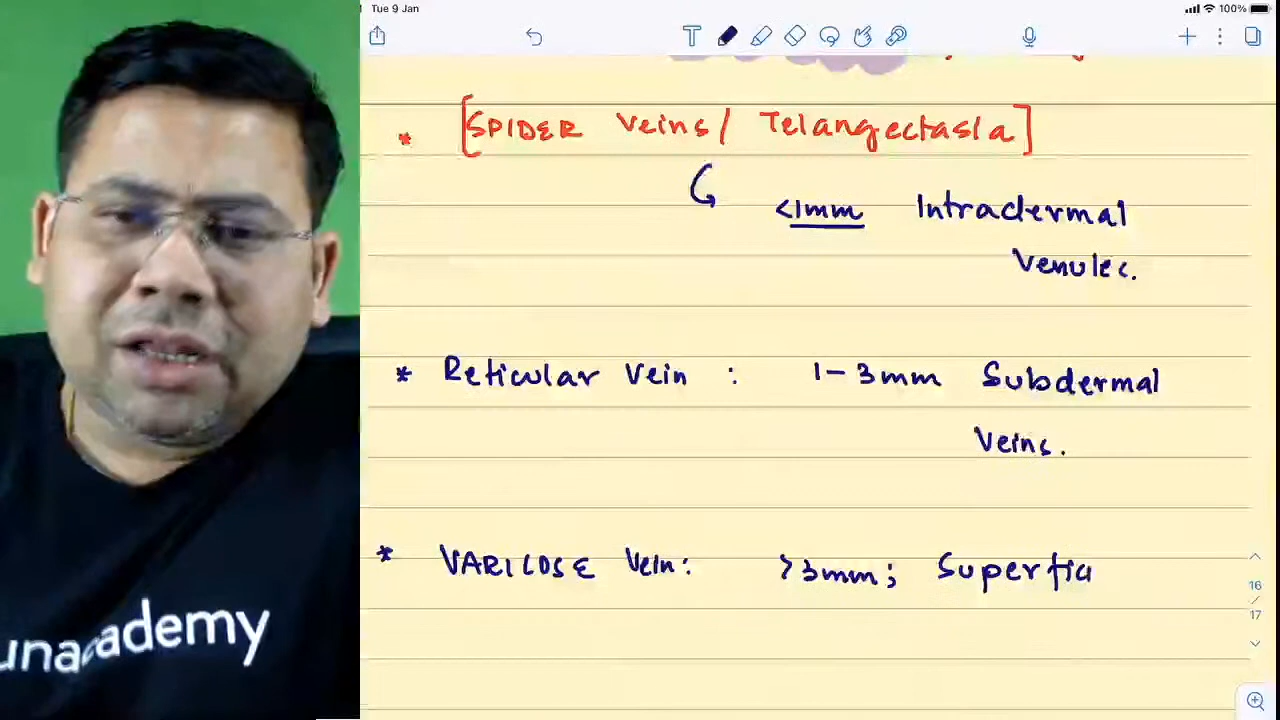 Tue 9 Jan
100%
* [SPIDER Veins / Telangectasia]
<1mm Intradermal
Venules.
* Reticular Vein : 1-3mm Subdermal
Veins.
* VARICOSE Vein: >3mm; Superfic
16
17
unacademy